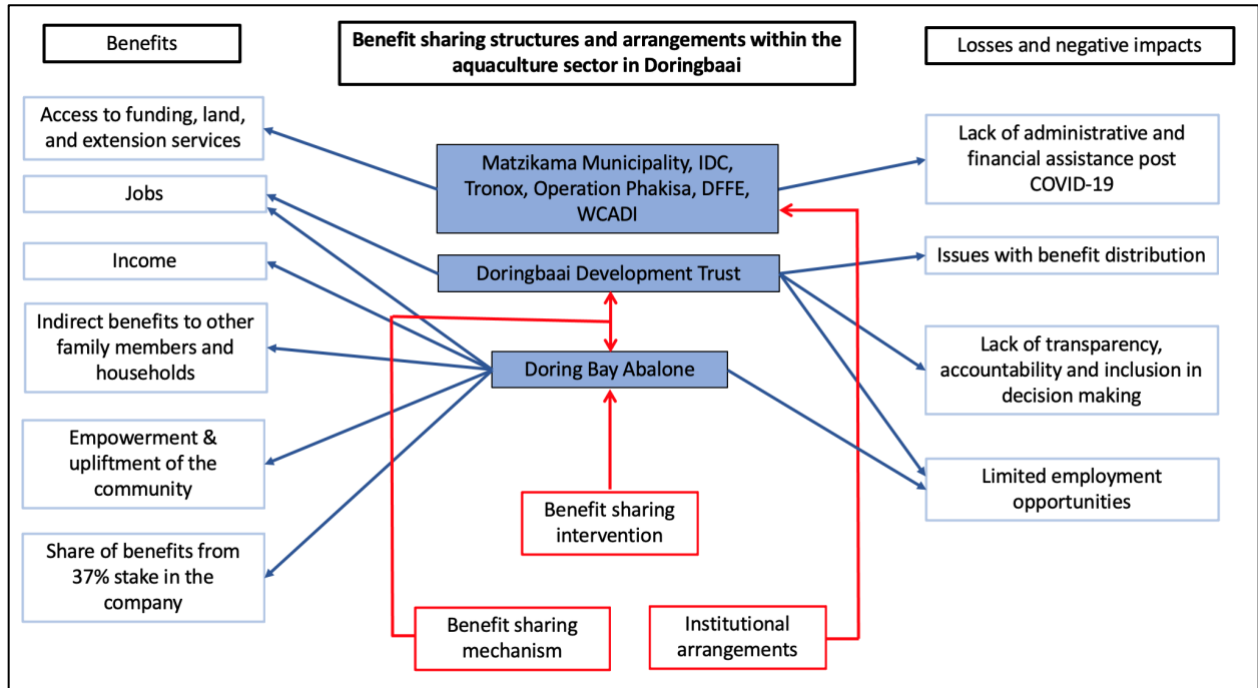 Benefits
Benefit sharing structures and arrangements within the
aquaculture sector in Doringbaai
Losses and negative impacts
Access to funding, land,
and extension services
Jobs
Income
Indirect benefits to other
family members and
households
Empowerment &
upliftment of the
community
Share of benefits from
37% stake in the
company
Matzikama Municipality, IDC,
Tronox, Operation Phakisa, DFFE,
WCADI
Doringbaai Development Trust
Doring Bay Abalone
Benefit sharing
intervention
Benefit sharing
mechanism
Institutional
arrangements
Lack of administrative and
financial assistance post
COVID-19
Issues with benefit distribution
Lack of transparency,
accountability and inclusion in
decision making
Limited employment
opportunities